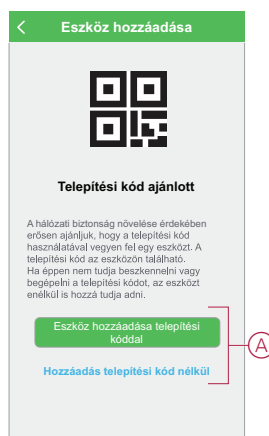 Eszköz hozzáadása
Telepítési kód ajánlott
A hálózati biztonság növelése érdekében
erősen ajánljuk, hogy a telepítési kód
használatával vegyen fel egy eszközt. A
telepítési kód az eszközön található.
Ha éppen nem tudja beszkennelni vagy
begépelni a telepítési kódot, az eszközt
enélkül is hozzá tudja adni.
Eszköz hozzáadása telepítési
kóddal
A
Hozzáadás telepítési kód nélkül